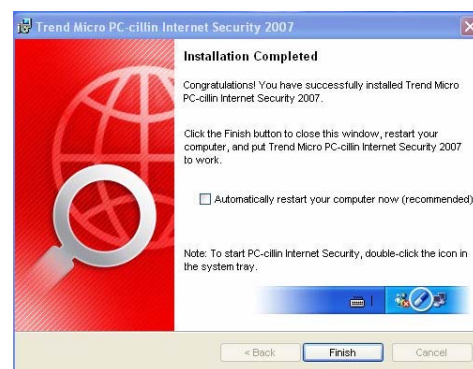 Trend Micro PC-cillin Internet Security 2007
Installation Completed
Congratulations! You have successfully installed Trend Micro
PC-cillin Internet Security 2007.
Click the Finish button to close this window, restart your
computer, and put Trend Micro PC-cillin Internet Security 2007
to work.
Automatically restart your computer now (recommended)
Note: To start PC-cillin Internet Security, double-click the icon in
the system tray.
< Back
Finish
Cancel